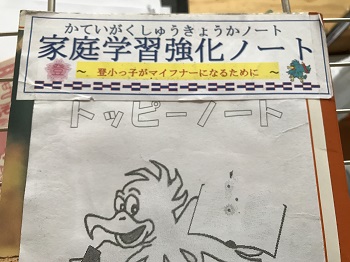 かていがくしゅうきょうかノート
家庭学習強化ノート
登 ～ 登小っ子がマイフナーになるために ～
トッピーノート